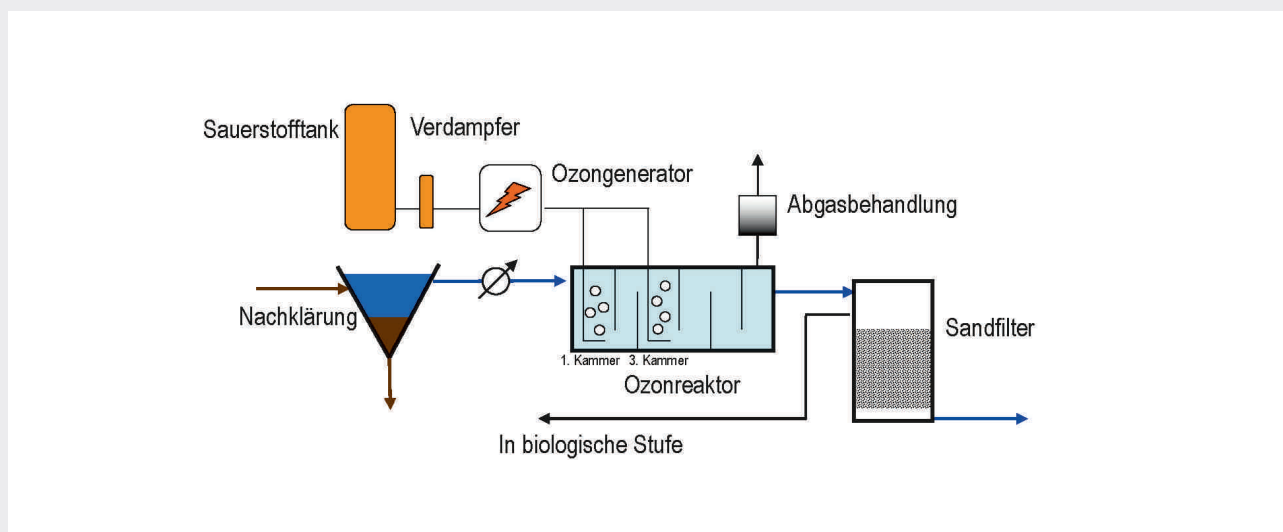 Sauerstofftank
Verdampfer
Ozongenerator
Abgasbehandlung
Nachklärung
Sandfilter
1. Kammer
3. Kammer
Ozonreaktor
In biologische Stufe